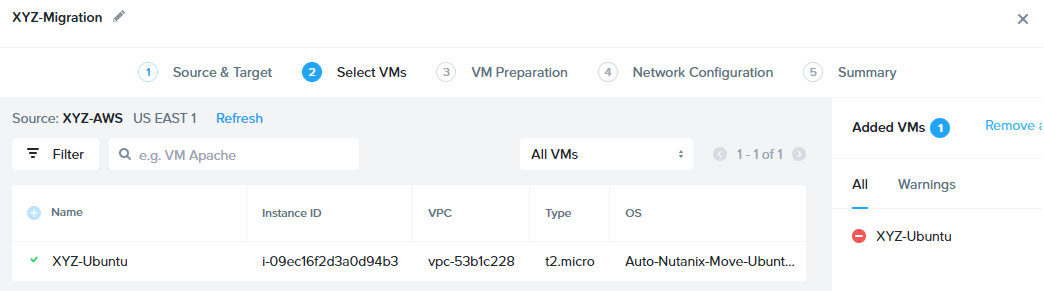 XYZ-Migration
1 Source & Target 2 Select VMs 3 VM Preparation 4 Network Configuration 5 Summary
Source: XYZ-AWS US EAST 1 Refresh
Added VMs 1 Remove a
Filter e.g. VM Apache All VMs 1 - 1 of 1
All Warnings
Name Instance ID VPC Type OS
XYZ-Ubuntu
XYZ-Ubuntu i-09ec16f2d3a0d94b3 vpc-53b1c228 t2.micro Auto-Nutanix-Move-Ubunt...